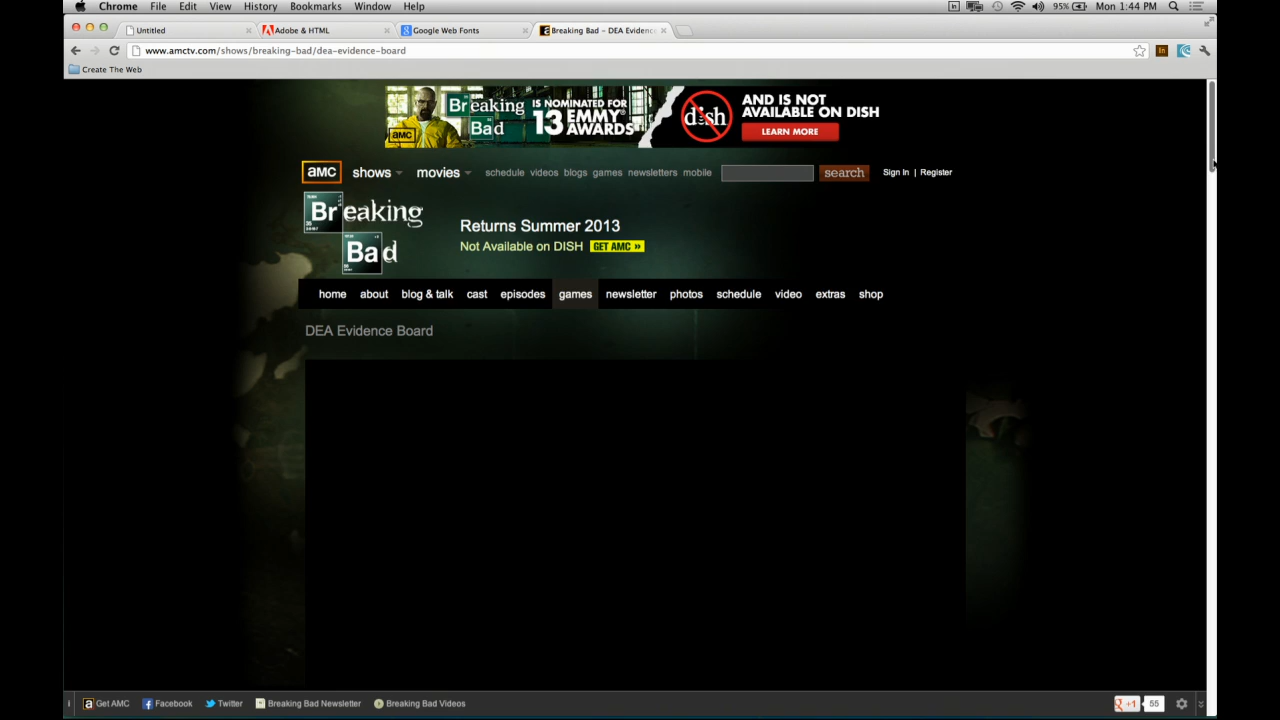 Chrome File Edit View History Bookmarks Window Help 95% Mon 1:44 PM
Untitled Adobe & HTML Google Web Fonts Breaking Bad – DEA Evidenc
www.amctv.com/shows/breaking-bad/dea-evidence-board
Create The Web
Breaking Bad
IS NOMINATED FOR
13 EMMY AWARDS
amc
dish
AND IS NOT
AVAILABLE ON DISH
LEARN MORE
amc shows movies schedule videos blogs games newsletters mobile search Sign In | Register
Breaking
Bad
Returns Summer 2013
Not Available on DISH GET AMC »
home about blog & talk cast episodes games newsletter photos schedule video extras shop
DEA Evidence Board
Get AMC Facebook Twitter Breaking Bad Newsletter Breaking Bad Videos +1 55